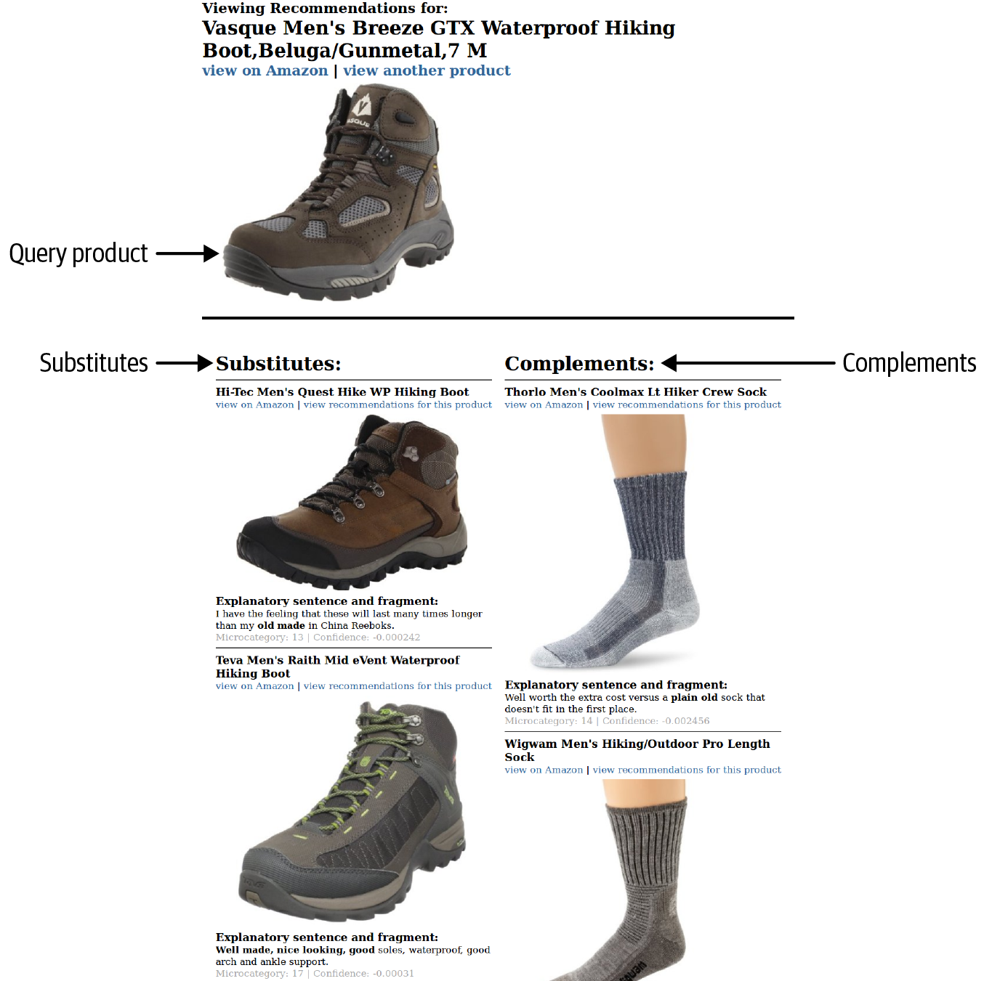 Viewing Recommendations for:
Vasque Men's Breeze GTX Waterproof Hiking
Boot,Beluga/Gunmetal,7 M
view on Amazon | view another product
Query product
Substitutes
Substitutes:
Hi-Tec Men's Quest Hike WP Hiking Boot
view on Amazon | view recommendations for this product
Explanatory sentence and fragment:
I have the feeling that these will last many times longer
than my old made in China Reeboks.
Microcategory: 13 | Confidence: -0.000242
Teva Men's Raith Mid eVent Waterproof
Hiking Boot
view on Amazon | view recommendations for this product
Explanatory sentence and fragment:
Well made, nice looking, good soles, waterproof, good
arch and ankle support.
Microcategory: 17 | Confidence: -0.00031
Complements:
Complements
Thorlo Men's Coolmax Lt Hiker Crew Sock
view on Amazon | view recommendations for this product
Explanatory sentence and fragment:
Well worth the extra cost versus a plain old sock that
doesn't fit in the first place.
Microcategory: 14 | Confidence: -0.002456
Wigwam Men's Hiking/Outdoor Pro Length
Sock
view on Amazon | view recommendations for this product